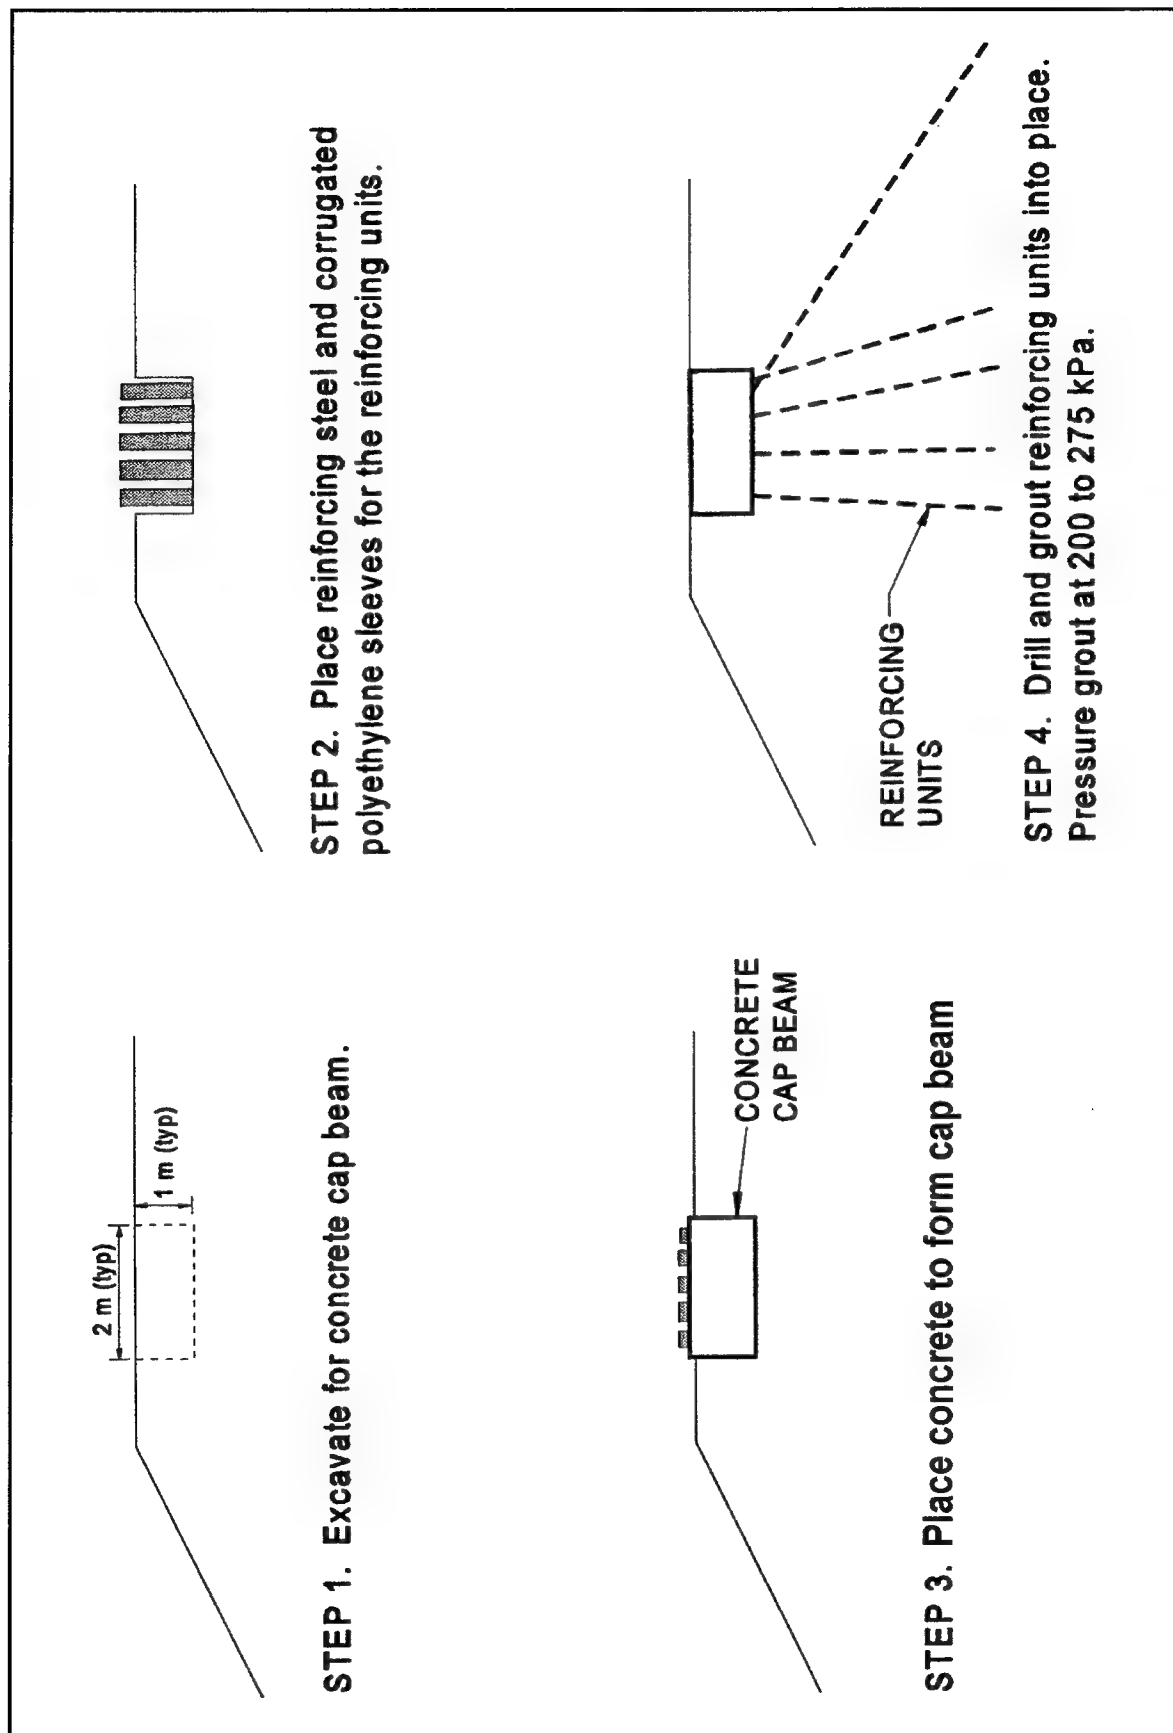 2 m (typ)
1 m (typ)
STEP 1. Excavate for concrete cap beam.
STEP 2. Place reinforcing steel and corrugated
polyethylene sleeves for the reinforcing units.
CONCRETE
CAP BEAM
STEP 3. Place concrete to form cap beam
REINFORCING
UNITS
STEP 4. Drill and grout reinforcing units into place.
Pressure grout at 200 to 275 kPa.